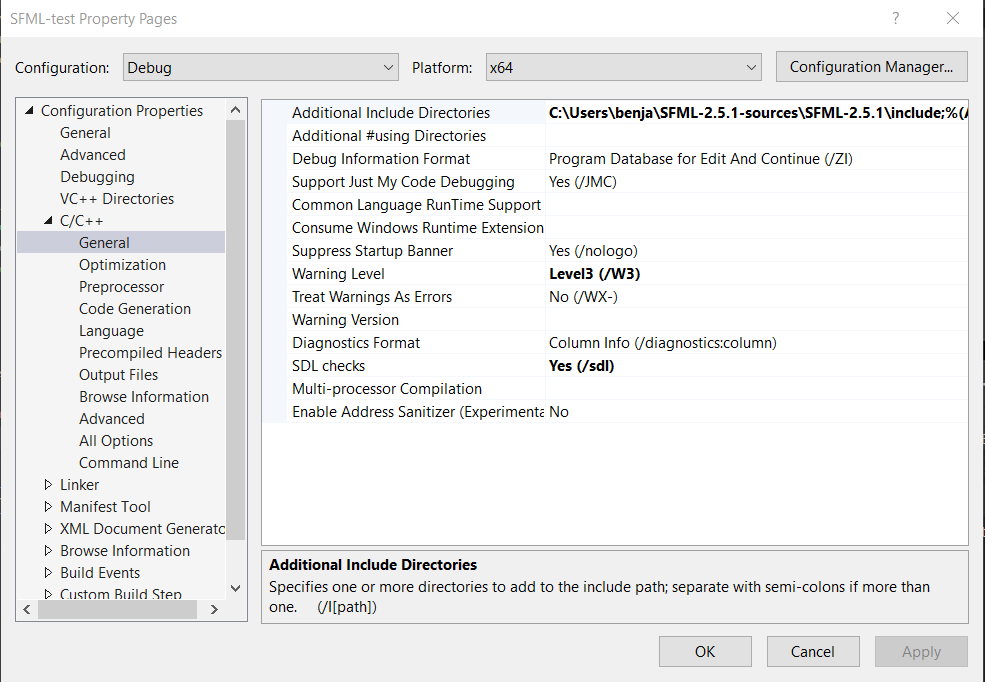 SFML-test Property Pages
Configuration: Debug Platform: x64 Configuration Manager...
Configuration Properties
General
Advanced
Debugging
VC++ Directories
C/C++
General
Optimization
Preprocessor
Code Generation
Language
Precompiled Headers
Output Files
Browse Information
Advanced
All Options
Command Line
Linker
Manifest Tool
XML Document Generato
Browse Information
Build Events
Custom Build Step
Additional Include Directories C:\Users\benja\SFML-2.5.1-sources\SFML-2.5.1\include;%(A
Additional #using Directories
Debug Information Format Program Database for Edit And Continue (/ZI)
Support Just My Code Debugging Yes (/JMC)
Common Language RunTime Support
Consume Windows Runtime Extension
Suppress Startup Banner Yes (/nologo)
Warning Level Level3 (/W3)
Treat Warnings As Errors No (/WX-)
Warning Version
Diagnostics Format Column Info (/diagnostics:column)
SDL checks Yes (/sdl)
Multi-processor Compilation
Enable Address Sanitizer (Experimenta No
Additional Include Directories
Specifies one or more directories to add to the include path; separate with semi-colons if more than
one. (/I[path])
OK Cancel Apply